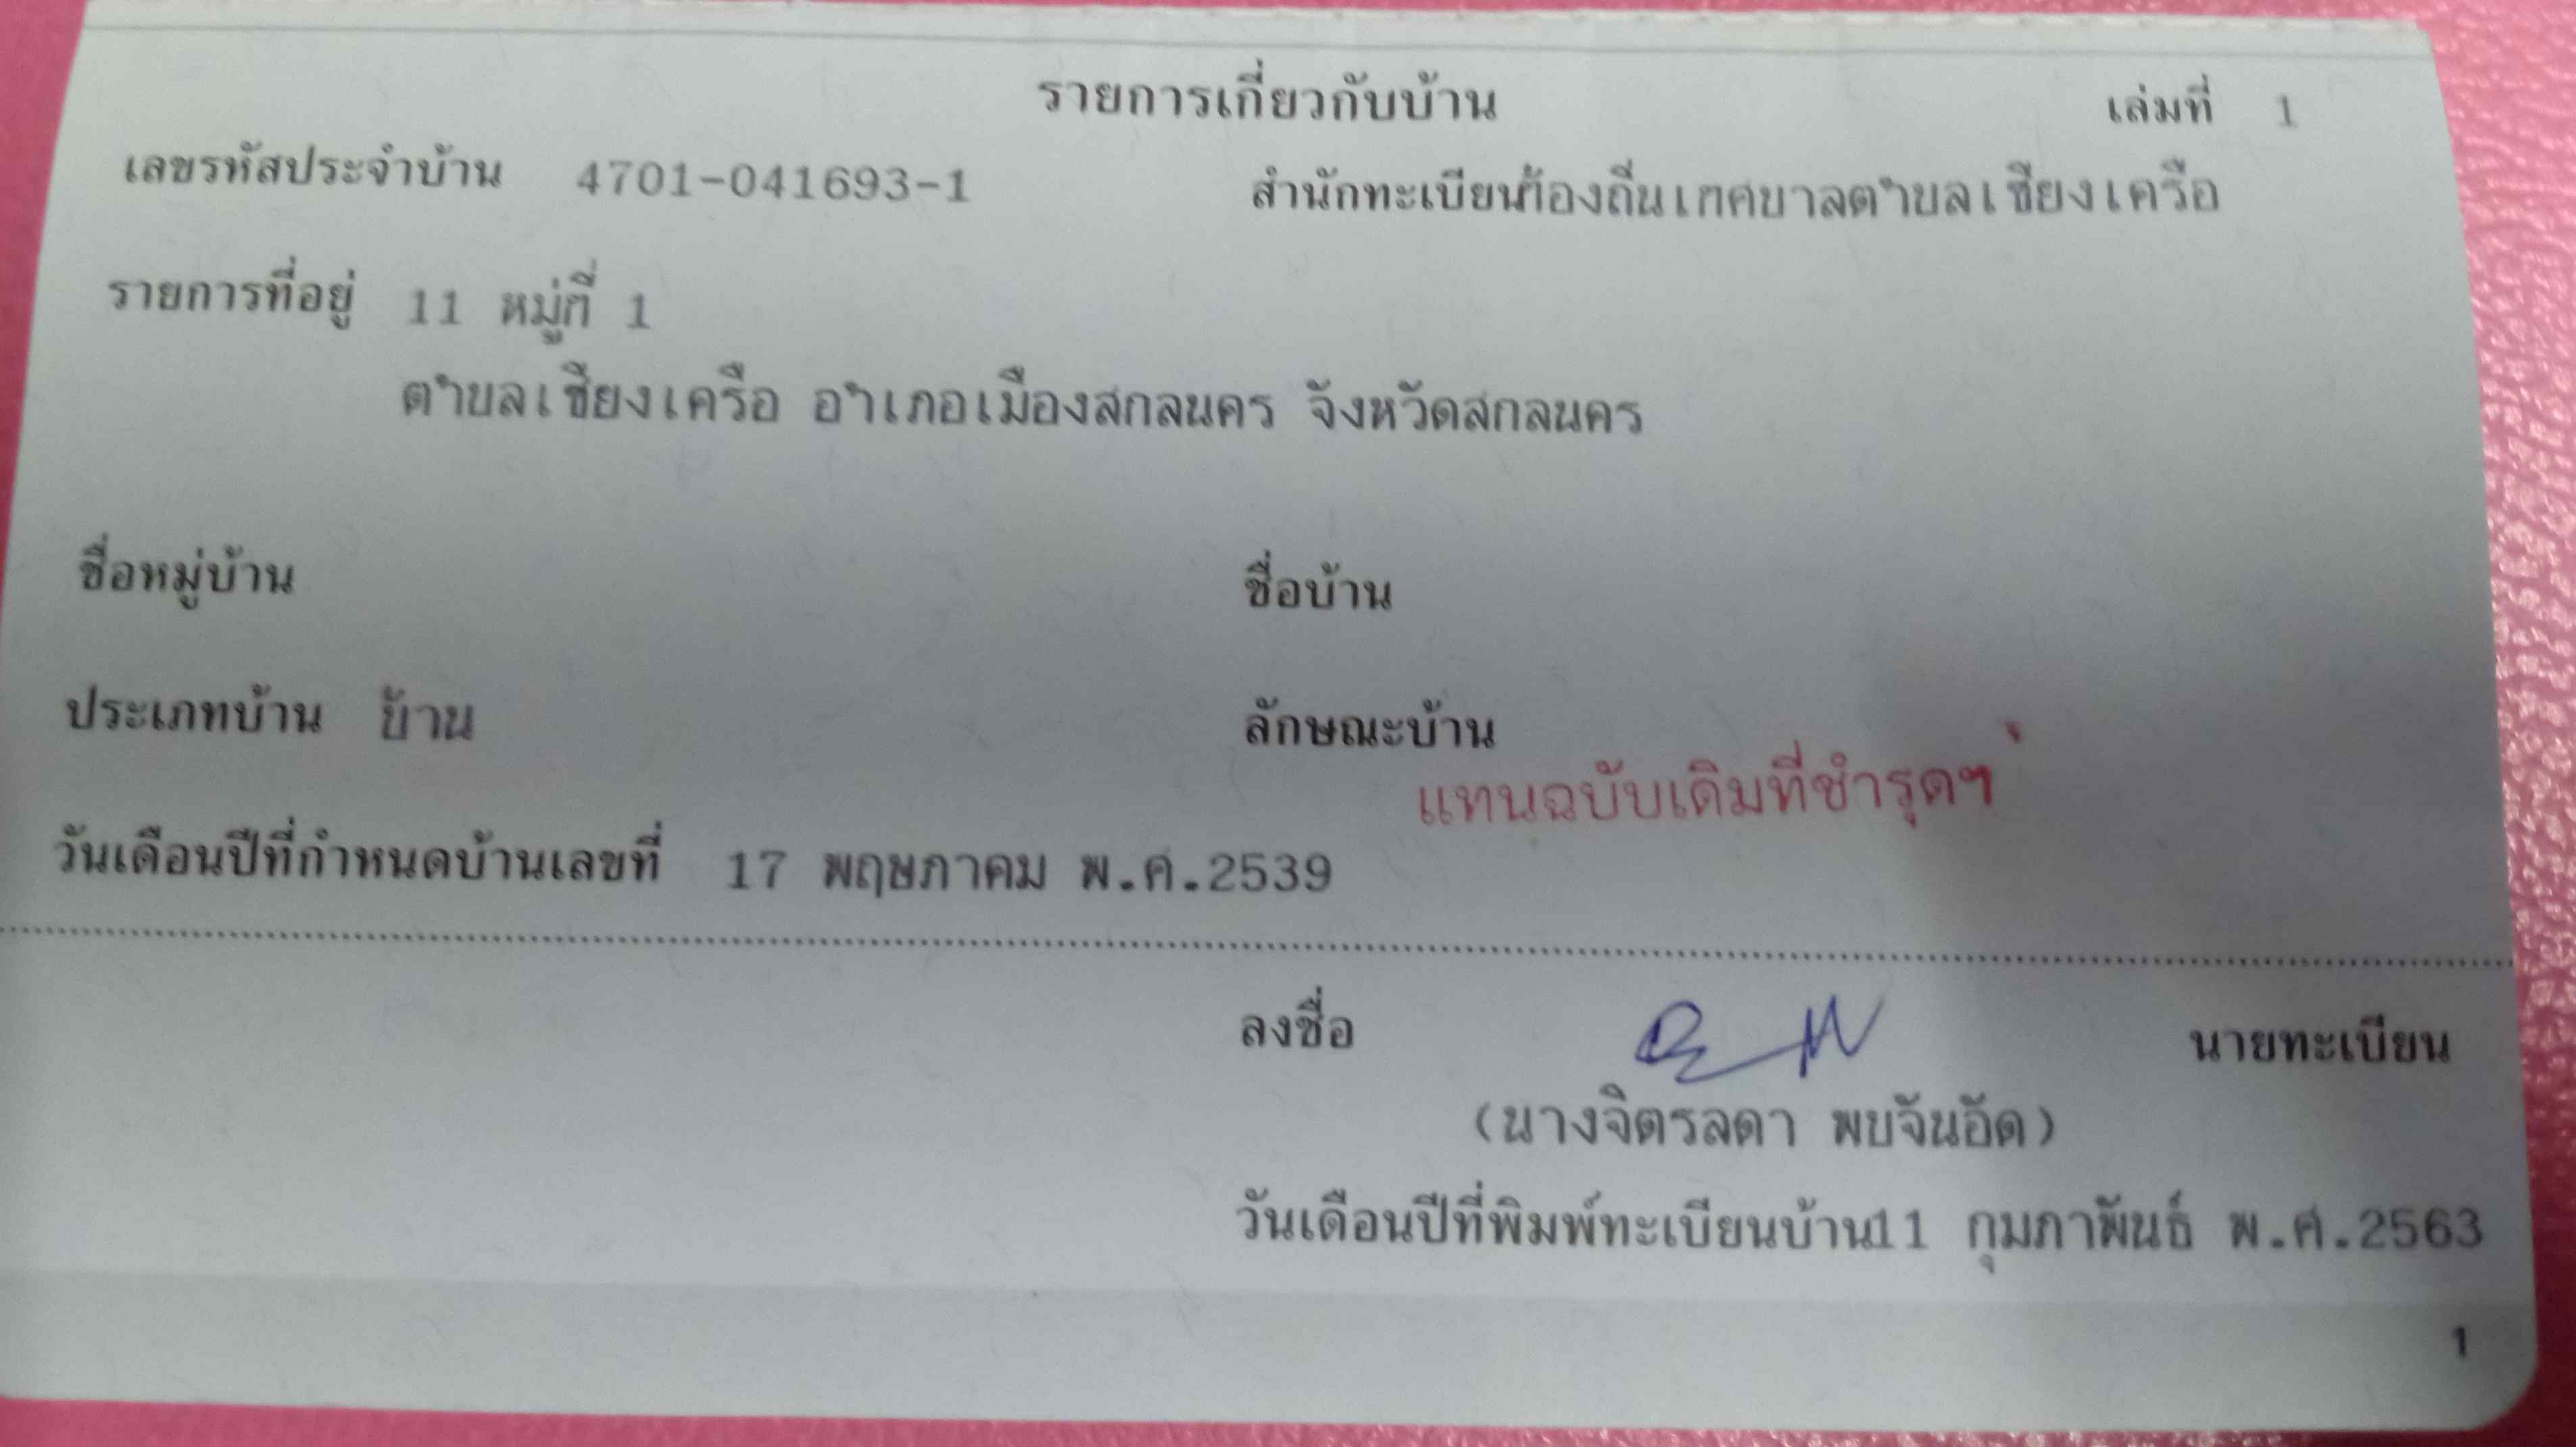 รายการเกี่ยวกับบ้าน เล่มที่ 1
เลขรหัสประจำบ้าน 4701-041693-1 สำนักทะเบียนท้องถิ่นเทศบาลตำบลเชียงเครือ
รายการที่อยู่ 11 หมู่ที่ 1
ตำบลเชียงเครือ อำเภอเมืองสกลนคร จังหวัดสกลนคร
ชื่อหมู่บ้าน ชื่อบ้าน
ประเภทบ้าน บ้าน ลักษณะบ้าน
แทนฉบับเดิมที่ชำรุดฯ
วันเดือนปีที่กำหนดบ้านเลขที่ 17 พฤษภาคม พ.ศ.2539
ลงชื่อ นายทะเบียน
(นางจิตรลดา พบจันอัด)
วันเดือนปีที่พิมพ์ทะเบียนบ้าน11 กุมภาพันธ์ พ.ศ.2563
1